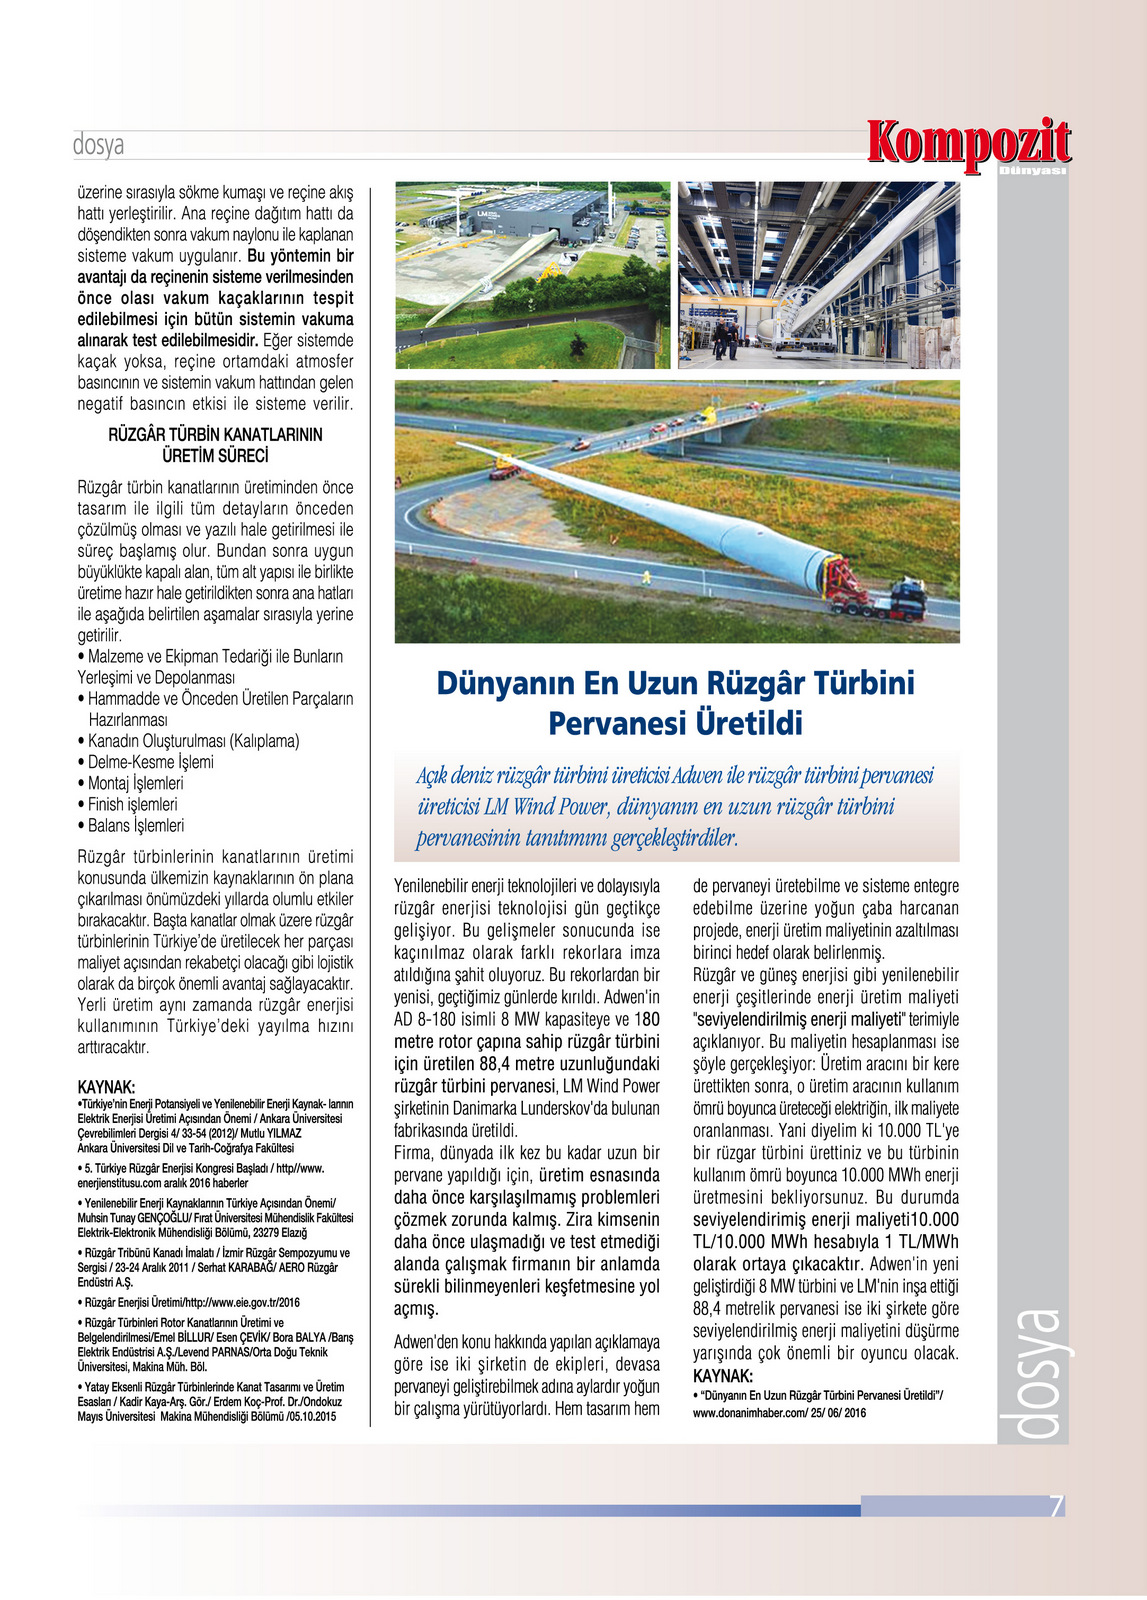 dosya
Kompozit
Dünyası
üzerine sırasıyla sökme kumaşı ve reçine akış
hattı yerleştirilir. Ana reçine dağıtım hattı da
döşendikten sonra vakum naylonu ile kaplanan
sisteme vakum uygulanır. Bu yöntemin bir
avantajı da reçinenin sisteme verilmesinden
önce olası vakum kaçaklarının tespit
edilebilmesi için bütün sistemin vakuma
alınarak test edilebilmesidir. Eğer sistemde
kaçak yoksa, reçine ortamdaki atmosfer
basıncının ve sistemin vakum hattından gelen
negatif basıncın etkisi ile sisteme verilir.
RÜZGÂR TÜRBİN KANATLARININ
ÜRETİM SÜRECİ
Rüzgâr türbin kanatlarının üretiminden önce
tasarım ile ilgili tüm detayların önceden
çözülmüş olması ve yazılı hale getirilmesi ile
süreç başlamış olur. Bundan sonra uygun
büyüklükte kapalı alan, tüm alt yapısı ile birlikte
üretime hazır hale getirildikten sonra ana hatları
ile aşağıda belirtilen aşamalar sırasıyla yerine
getirilir.
• Malzeme ve Ekipman Tedariği ile Bunların
Yerleşimi ve Depolanması
• Hammadde ve Önceden Üretilen Parçaların
Hazırlanması
• Kanadın Oluşturulması (Kalıplama)
• Delme-Kesme İşlemi
• Montaj İşlemleri
• Finish işlemleri
• Balans İşlemleri
Rüzgâr türbinlerinin kanatlarının üretimi
konusunda ülkemizin kaynaklarının ön plana
çıkarılması önümüzdeki yıllarda olumlu etkiler
bırakacaktır. Başta kanatlar olmak üzere rüzgâr
türbinlerinin Türkiye’de üretilecek her parçası
maliyet açısından rekabetçi olacağı gibi lojistik
olarak da birçok önemli avantaj sağlayacaktır.
Yerli üretim aynı zamanda rüzgâr enerjisi
kullanımının Türkiye’deki yayılma hızını
arttıracaktır.
KAYNAK:
•Türkiye’nin Enerji Potansiyeli ve Yenilenebilir Enerji Kaynak- larının
Elektrik Enerjisi Üretimi Açısından Önemi / Ankara Üniversitesi
Çevrebilimleri Dergisi 4/ 33-54 (2012)/ Mutlu YILMAZ
Ankara Üniversitesi Dil ve Tarih-Coğrafya Fakültesi
• 5. Türkiye Rüzgâr Enerjisi Kongresi Başladı / http//www.
enerjienstitusu.com aralık 2016 haberler
• Yenilenebilir Enerji Kaynaklarının Türkiye Açısından Önemi/
Muhsin Tunay GENÇOĞLU/ Fırat Üniversitesi Mühendislik Fakültesi
Elektrik-Elektronik Mühendisliği Bölümü, 23279 Elazığ
• Rüzgâr Tribünü Kanadı İmalatı / İzmir Rüzgâr Sempozyumu ve
Sergisi / 23-24 Aralık 2011 / Serhat KARABAĞ/ AERO Rüzgâr
Endüstri A.Ş.
• Rüzgâr Enerjisi Üretimi/http://www.eie.gov.tr/2016
• Rüzgâr Türbinleri Rotor Kanatlarının Üretimi ve
Belgelendirilmesi/Emel BİLLUR/ Esen ÇEVİK/ Bora BALYA /Barış
Elektrik Endüstrisi A.Ş./Levend PARNAS/Orta Doğu Teknik
Üniversitesi, Makina Müh. Böl.
• Yatay Eksenli Rüzgâr Türbinlerinde Kanat Tasarımı ve Üretim
Esasları / Kadir Kaya-Arş. Gör./ Erdem Koç-Prof. Dr./Ondokuz
Mayıs Üniversitesi Makina Mühendisliği Bölümü /05.10.2015
LM
Dünyanın En Uzun Rüzgâr Türbini
Pervanesi Üretildi
Açık deniz rüzgâr türbini üreticisi Adwen ile rüzgâr türbini pervanesi
üreticisi LM Wind Power, dünyanın en uzun rüzgâr türbini
pervanesinin tanıtımını gerçekleştirdiler.
Yenilenebilir enerji teknolojileri ve dolayısıyla
rüzgâr enerjisi teknolojisi gün geçtikçe
gelişiyor. Bu gelişmeler sonucunda ise
kaçınılmaz olarak farklı rekorlara imza
atıldığına şahit oluyoruz. Bu rekorlardan bir
yenisi, geçtiğimiz günlerde kırıldı. Adwen'in
AD 8-180 isimli 8 MW kapasiteye ve 180
metre rotor çapına sahip rüzgâr türbini
için üretilen 88,4 metre uzunluğundaki
rüzgâr türbini pervanesi, LM Wind Power
şirketinin Danimarka Lunderskov'da bulunan
fabrikasında üretildi.
Firma, dünyada ilk kez bu kadar uzun bir
pervane yapıldığı için, üretim esnasında
daha önce karşılaşılmamış problemleri
çözmek zorunda kalmış. Zira kimsenin
daha önce ulaşmadığı ve test etmediği
alanda çalışmak firmanın bir anlamda
sürekli bilinmeyenleri keşfetmesine yol
açmış.
Adwen'den konu hakkında yapılan açıklamaya
göre ise iki şirketin de ekipleri, devasa
pervaneyi geliştirebilmek adına aylardır yoğun
bir çalışma yürütüyorlardı. Hem tasarım hem
de pervaneyi üretebilme ve sisteme entegre
edebilme üzerine yoğun çaba harcanan
projede, enerji üretim maliyetinin azaltılması
birinci hedef olarak belirlenmiş.
Rüzgâr ve güneş enerjisi gibi yenilenebilir
enerji çeşitlerinde enerji üretim maliyeti
"seviyelendirilmiş enerji maliyeti" terimiyle
açıklanıyor. Bu maliyetin hesaplanması ise
şöyle gerçekleşiyor: Üretim aracını bir kere
ürettikten sonra, o üretim aracının kullanım
ömrü boyunca üreteceği elektriğin, ilk maliyete
oranlanması. Yani diyelim ki 10.000 TL'ye
bir rüzgar türbini ürettiniz ve bu türbinin
kullanım ömrü boyunca 10.000 MWh enerji
üretmesini bekliyorsunuz. Bu durumda
seviyelendirimiş enerji maliyeti10.000
TL/10.000 MWh hesabıyla 1 TL/MWh
olarak ortaya çıkacaktır. Adwen'in yeni
geliştirdiği 8 MW türbini ve LM'nin inşa ettiği
88,4 metrelik pervanesi ise iki şirkete göre
seviyelendirilmiş enerji maliyetini düşürme
yarışında çok önemli bir oyuncu olacak.
KAYNAK:
• “Dünyanın En Uzun Rüzgâr Türbini Pervanesi Üretildi”/
www.donanimhaber.com/ 25/ 06/ 2016
dosya
7